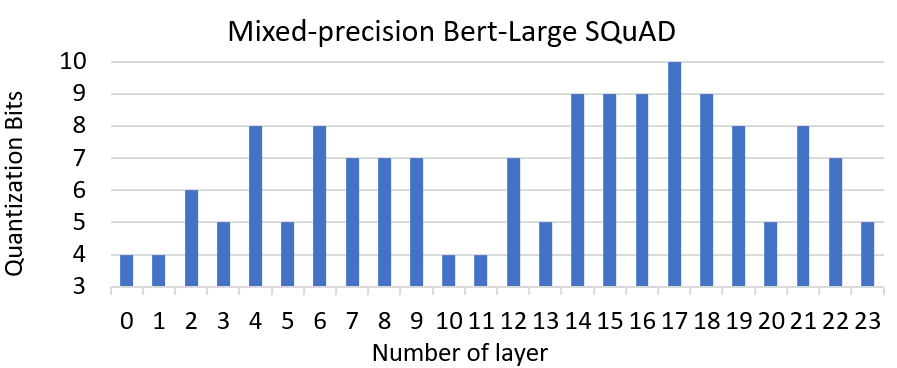 Mixed-precision Bert-Large SQuAD
Quantization Bits
10
9
8
7
6
5
4
3
0 1 2 3 4 5 6 7 8 9 10 11 12 13 14 15 16 17 18 19 20 21 22 23
Number of layer